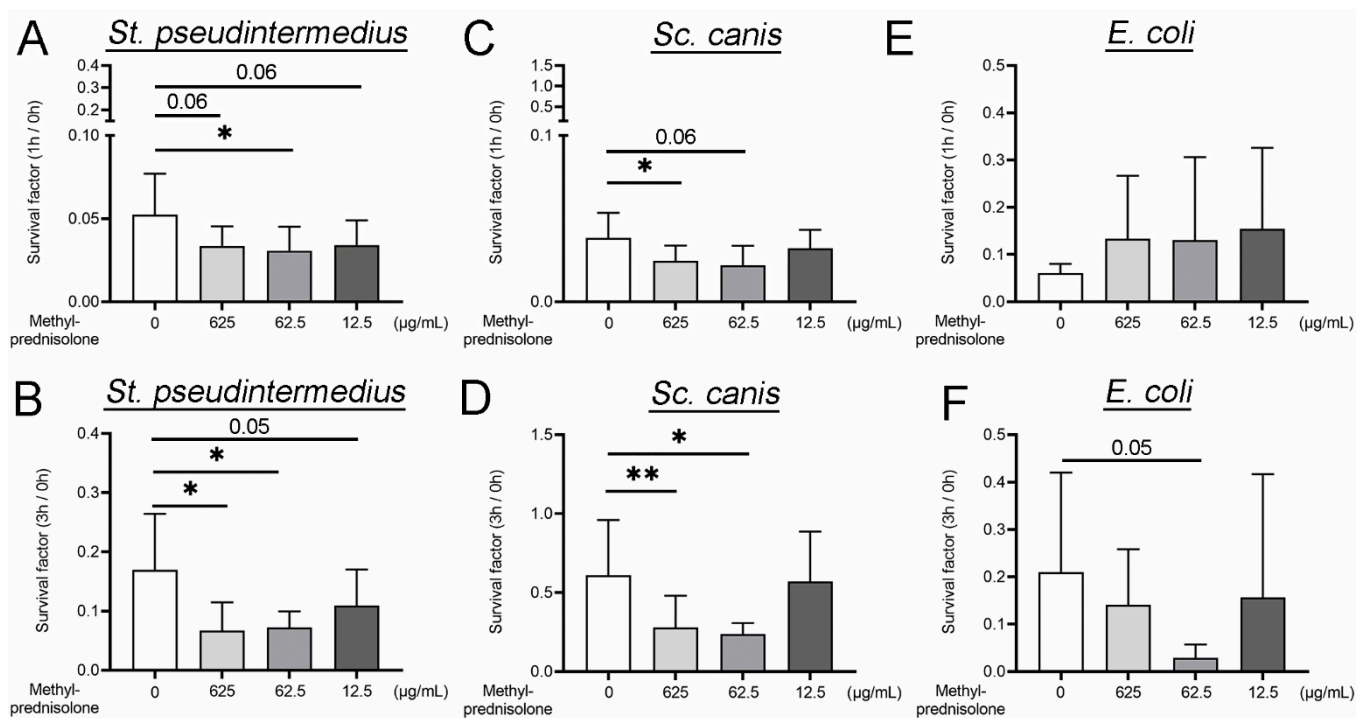 A
St. pseudintermedius
Survival factor (1h / 0h)
0.4
0.3
0.2
0.10
0.05
0.00
0.06
0.06
*
Methyl-
prednisolone
0 625 62.5 12.5 (µg/mL)
C
Sc. canis
Survival factor (1h / 0h)
1.5
1.0
0.5
0.1
0.0
0.06
*
Methyl-
prednisolone
0 625 62.5 12.5 (µg/mL)
E
E. coli
Survival factor (1h / 0h)
0.5
0.4
0.3
0.2
0.1
0.0
Methyl-
prednisolone
0 625 62.5 12.5 (µg/mL)
B
St. pseudintermedius
Survival factor (3h / 0h)
0.4
0.3
0.2
0.1
0.0
0.05
*
*
Methyl-
prednisolone
0 625 62.5 12.5 (µg/mL)
D
Sc. canis
Survival factor (3h / 0h)
1.5
1.0
0.5
0.0
*
**
Methyl-
prednisolone
0 625 62.5 12.5 (µg/mL)
F
E. coli
Survival factor (3h / 0h)
0.5
0.4
0.3
0.2
0.1
0.0
0.05
Methyl-
prednisolone
0 625 62.5 12.5 (µg/mL)